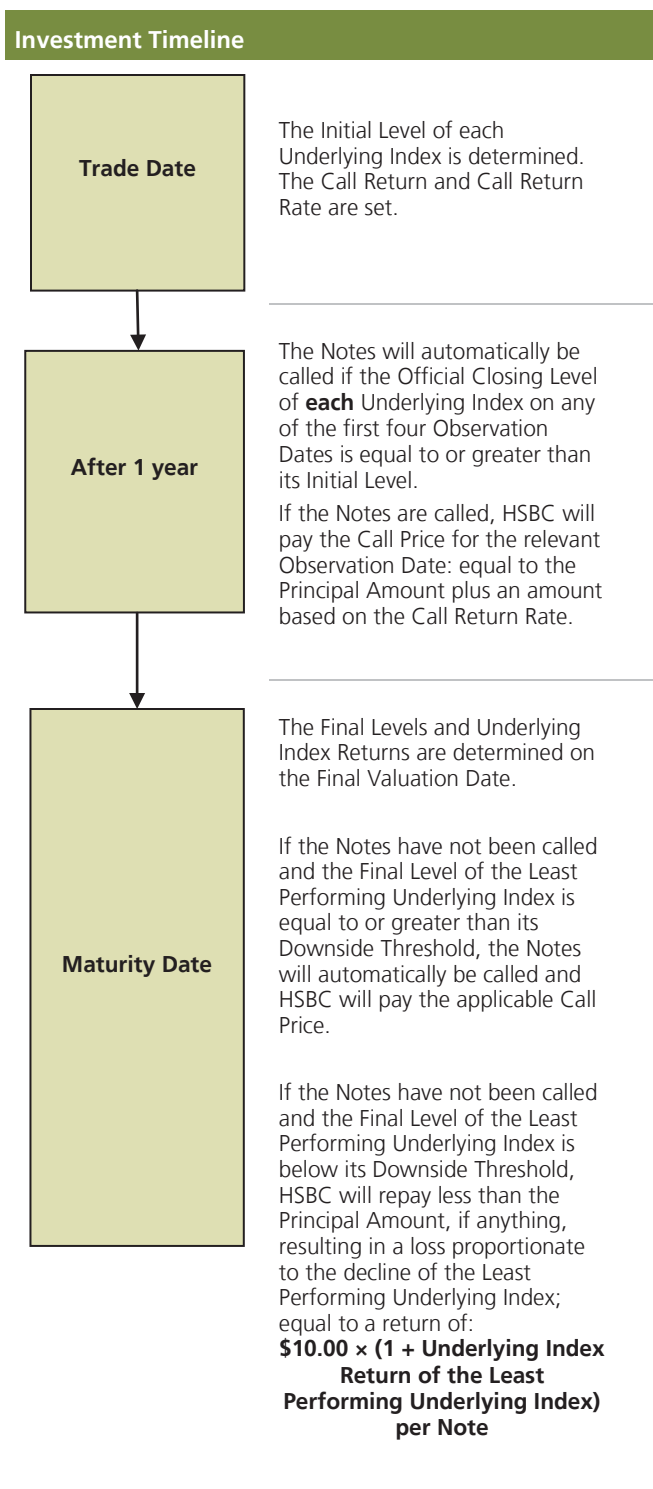 Investment Timeline
Trade Date
The Initial Level of each
Underlying Index is determined.
The Call Return and Call Return
Rate are set.
After 1 year
The Notes will automatically be
called if the Official Closing Level
of each Underlying Index on any
of the first four Observation
Dates is equal to or greater than
its Initial Level.
If the Notes are called, HSBC will
pay the Call Price for the relevant
Observation Date: equal to the
Principal Amount plus an amount
based on the Call Return Rate.
Maturity Date
The Final Levels and Underlying
Index Returns are determined on
the Final Valuation Date.
If the Notes have not been called
and the Final Level of the Least
Performing Underlying Index is
equal to or greater than its
Downside Threshold, the Notes
will automatically be called and
HSBC will pay the applicable Call
Price.
If the Notes have not been called
and the Final Level of the Least
Performing Underlying Index is
below its Downside Threshold,
HSBC will repay less than the
Principal Amount, if anything,
resulting in a loss proportionate
to the decline of the Least
Performing Underlying Index;
equal to a return of:
$10.00 × (1 + Underlying Index
Return of the Least
Performing Underlying Index)
per Note